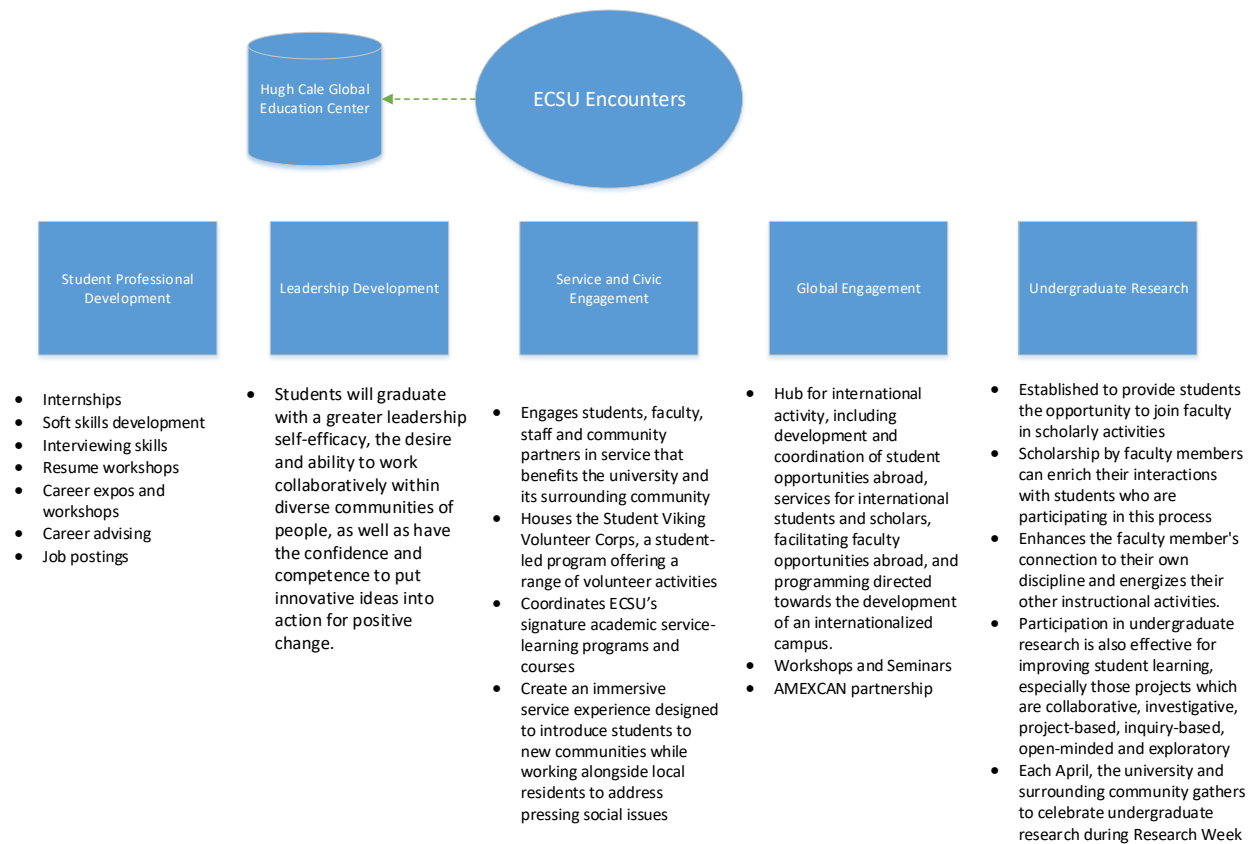 Hugh Cale Global
Education Center
ECSU Encounters
Student Professional
Development
Leadership Development
Service and Civic
Engagement
Global Engagement
Undergraduate Research
• Internships
• Soft skills development
• Interviewing skills
• Resume workshops
• Career expos and
workshops
• Career advising
• Job postings
• Students will graduate
with a greater leadership
self-efficacy, the desire
and ability to work
collaboratively within
diverse communities of
people, as well as have
the confidence and
competence to put
innovative ideas into
action for positive
change.
• Engages students, faculty,
staff and community
partners in service that
benefits the university and
its surrounding community
• Houses the Student Viking
Volunteer Corps, a student-
led program offering a
range of volunteer activities
• Coordinates ECSU’s
signature academic service-
learning programs and
courses
• Create an immersive
service experience designed
to introduce students to
new communities while
working alongside local
residents to address
pressing social issues
• Hub for international
activity, including
development and
coordination of student
opportunities abroad,
services for international
students and scholars,
facilitating faculty
opportunities abroad, and
programming directed
towards the development
of an internationalized
campus.
• Workshops and Seminars
• AMEXCAN partnership
• Established to provide students
the opportunity to join faculty
in scholarly activities
• Scholarship by faculty members
can enrich their interactions
with students who are
participating in this process
• Enhances the faculty member's
connection to their own
discipline and energizes their
other instructional activities.
• Participation in undergraduate
research is also effective for
improving student learning,
especially those projects which
are collaborative, investigative,
project-based, inquiry-based,
open-minded and exploratory
• Each April, the university and
surrounding community gathers
to celebrate undergraduate
research during Research Week